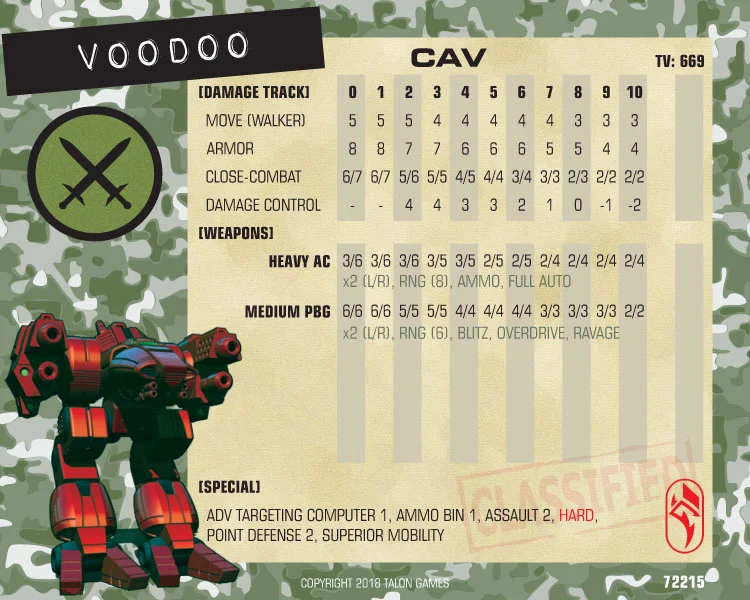 VOODOO
CAV
TV: 669
[DAMAGE TRACK] 0 1 2 3 4 5 6 7 8 9 10
MOVE (WALKER) 5 5 5 4 4 4 4 4 3 3 3
ARMOR 8 8 7 7 6 6 6 5 5 4 4
CLOSE-COMBAT 6/7 6/7 5/6 5/5 4/5 4/4 3/4 3/3 2/3 2/2 2/2
DAMAGE CONTROL - - 4 4 3 3 2 1 0 -1 -2
[WEAPONS]
HEAVY AC 3/6 3/6 3/6 3/5 3/5 2/5 2/5 2/4 2/4 2/4 2/4
x2 (L/R), RNG (8), AMMO, FULL AUTO
MEDIUM PBG 6/6 6/6 5/5 5/5 4/4 4/4 4/4 3/3 3/3 3/3 2/2
x2 (L/R), RNG (6), BLITZ, OVERDRIVE, RAVAGE
CLASSIFIED
[SPECIAL]
ADV TARGETING COMPUTER 1, AMMO BIN 1, ASSAULT 2, HARD,
POINT DEFENSE 2, SUPERIOR MOBILITY
COPYRIGHT 2018 TALON GAMES
72215